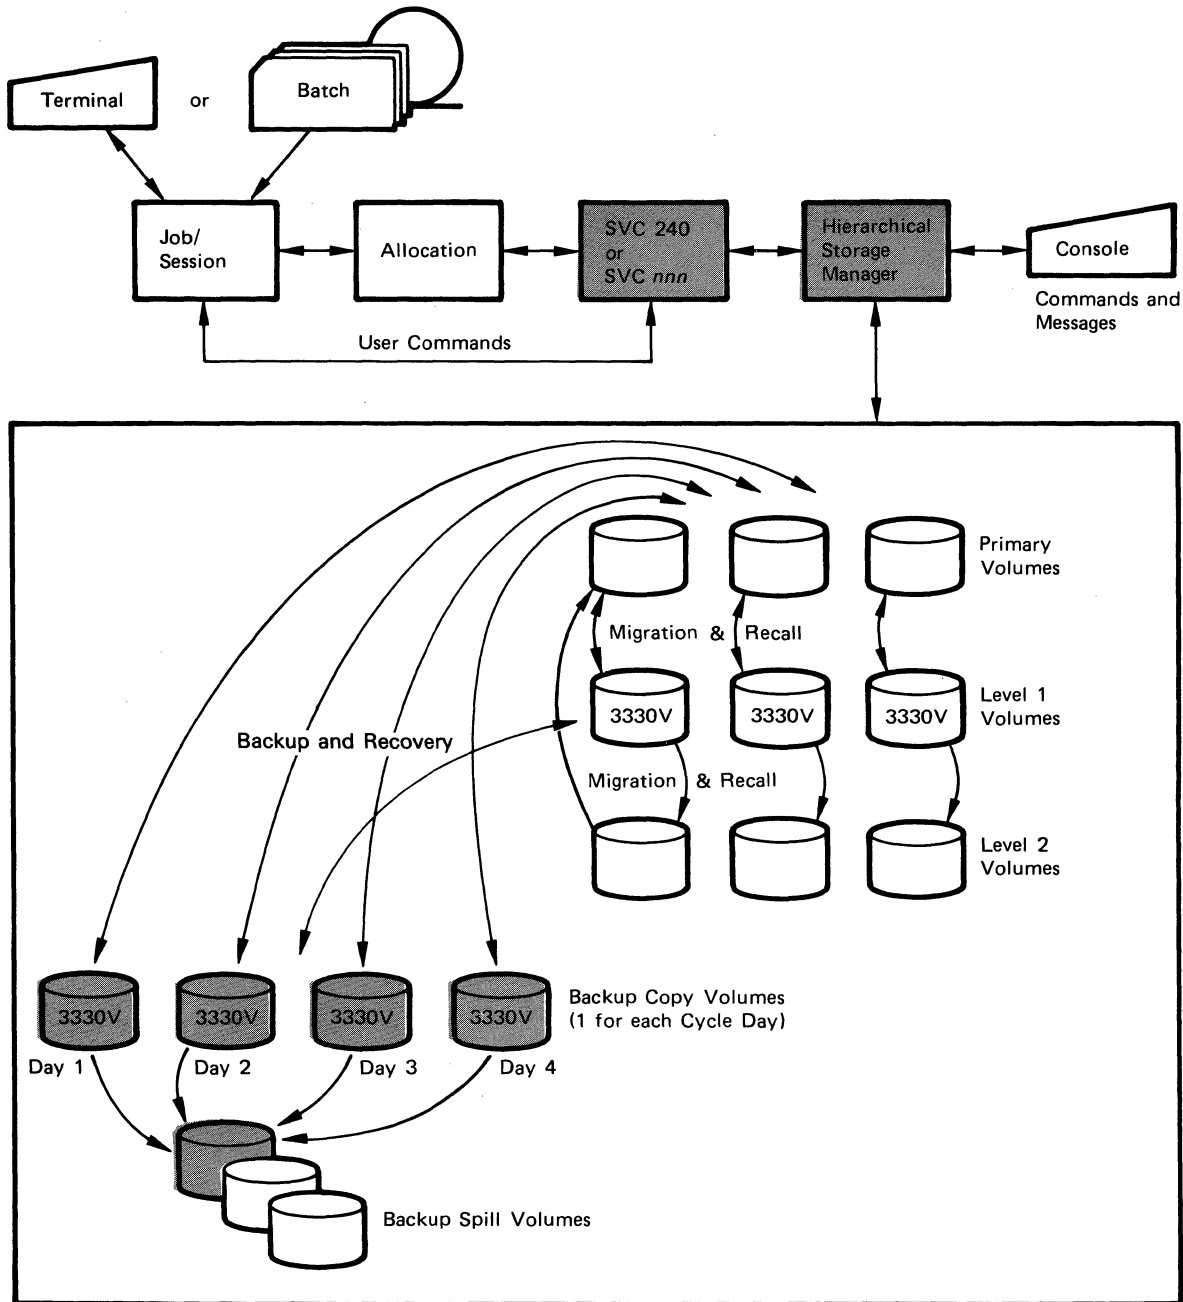 Terminal
or
Batch
Job/
Session
Allocation
SVC 240
or
SVC nnn
Hierarchical
Storage
Manager
Console
Commands and
Messages
User Commands
Primary
Volumes
Migration & Recall
3330V
3330V
3330V
Level 1
Volumes
Backup and Recovery
Migration & Recall
Level 2
Volumes
3330V
3330V
3330V
3330V
Backup Copy Volumes
(1 for each Cycle Day)
Day 1
Day 2
Day 3
Day 4
Backup Spill Volumes